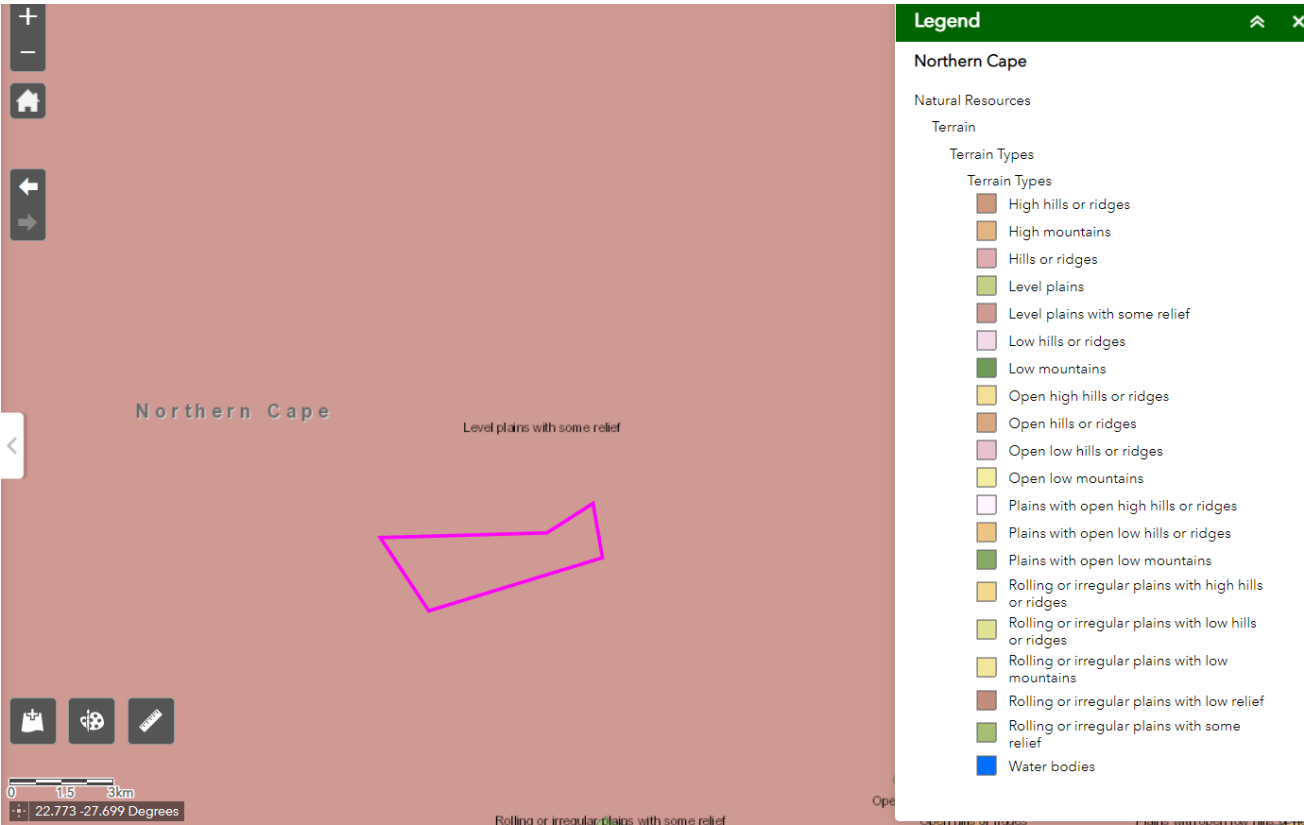 Legend
Northern Cape
Natural Resources
Terrain
Terrain Types
Terrain Types
High hills or ridges
High mountains
Hills or ridges
Level plains
Level plains with some relief
Low hills or ridges
Low mountains
Open high hills or ridges
Open hills or ridges
Open low hills or ridges
Open low mountains
Plains with open high hills or ridges
Plains with open low hills or ridges
Plains with open low mountains
Rolling or irregular plains with high hills
or ridges
Rolling or irregular plains with low hills
or ridges
Rolling or irregular plains with low
mountains
Rolling or irregular plains with low relief
Rolling or irregular plains with some
relief
Water bodies
Northern Cape
Level plains with some relief
0 1.5 3km
22.773 -27.699 Degrees
Ope
Rolling or irregular plains with some relief